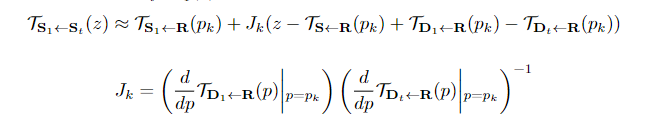 𝒯_{S₁←S_t}(z) ≈ 𝒯_{S₁←R}(p_k) + J_k(z − 𝒯_{S←R}(p_k) + 𝒯_{D₁←R}(p_k) − 𝒯_{D_t←R}(p_k))
J_k = ( d/dp 𝒯_{D₁←R}(p)|_{p=p_k} ) ( d/dp 𝒯_{D_t←R}(p)|_{p=p_k} )^{−1}